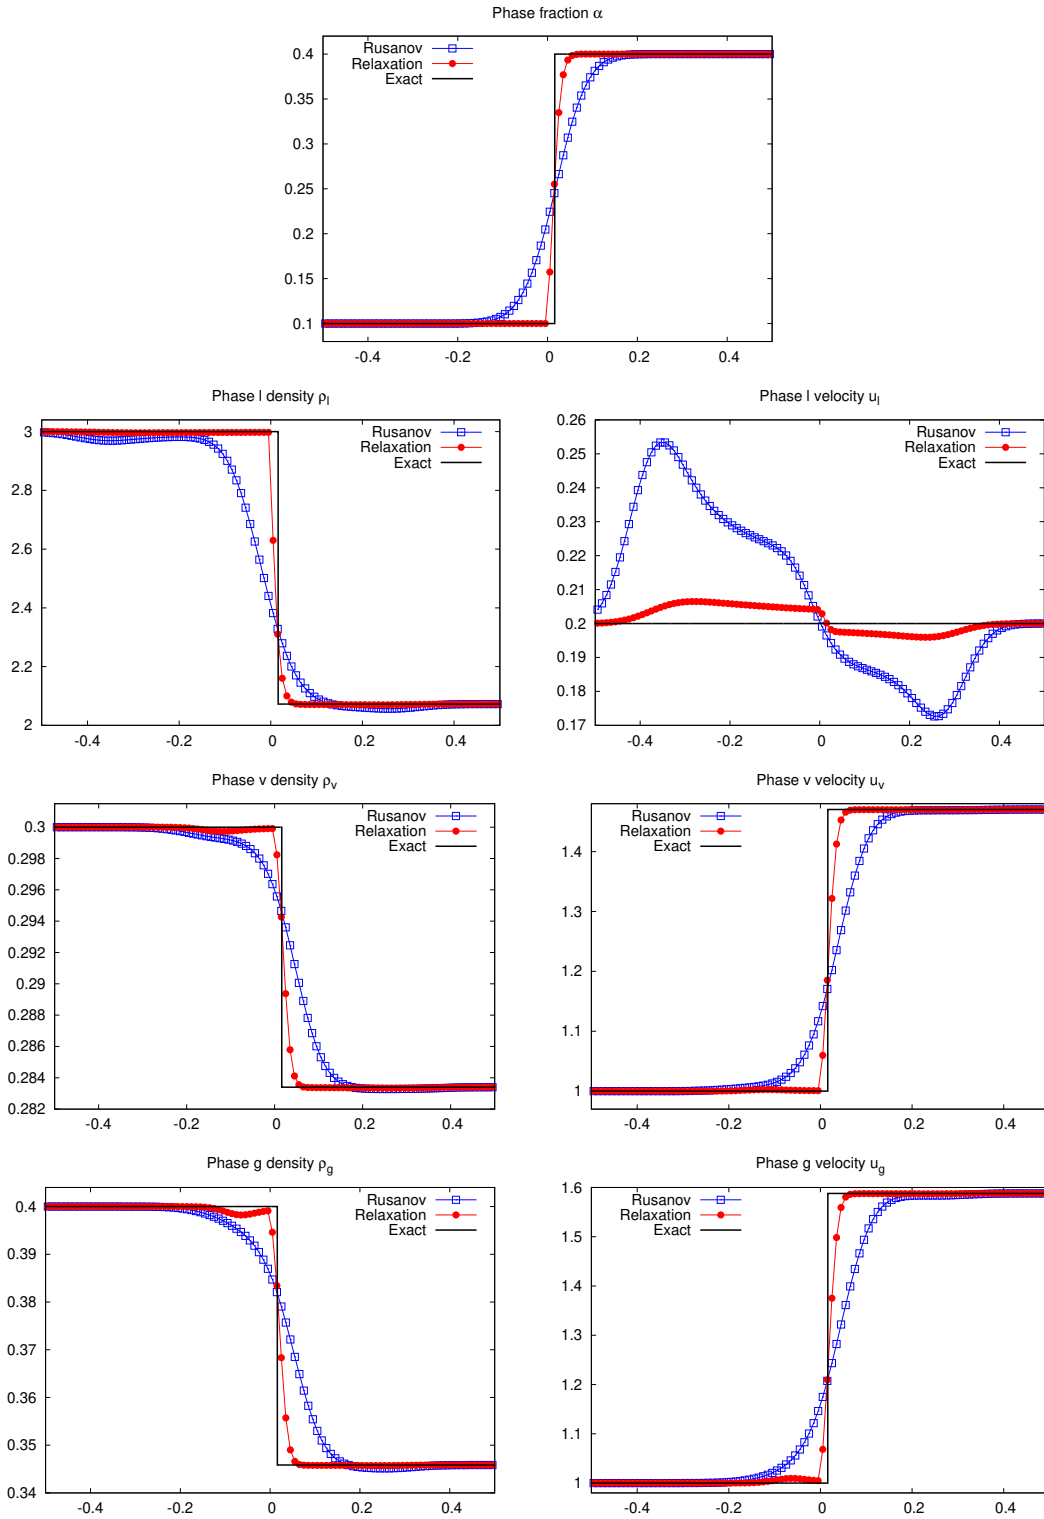 Phase fraction α
Rusanov
Relaxation
Exact
0.4
0.35
0.3
0.25
0.2
0.15
0.1
-0.4 -0.2 0 0.2 0.4
Phase l density ρl
Rusanov
Relaxation
Exact
3
2.8
2.6
2.4
2.2
2
-0.4 -0.2 0 0.2 0.4
Phase l velocity ul
Rusanov
Relaxation
Exact
0.26
0.25
0.24
0.23
0.22
0.21
0.2
0.19
0.18
0.17
-0.4 -0.2 0 0.2 0.4
Phase v density ρv
Rusanov
Relaxation
Exact
0.3
0.298
0.296
0.294
0.292
0.29
0.288
0.286
0.284
0.282
-0.4 -0.2 0 0.2 0.4
Phase v velocity uv
Rusanov
Relaxation
Exact
1.4
1.3
1.2
1.1
1
-0.4 -0.2 0 0.2 0.4
Phase g density ρg
Rusanov
Relaxation
Exact
0.4
0.39
0.38
0.37
0.36
0.35
0.34
-0.4 -0.2 0 0.2 0.4
Phase g velocity ug
Rusanov
Relaxation
Exact
1.6
1.5
1.4
1.3
1.2
1.1
1
-0.4 -0.2 0 0.2 0.4